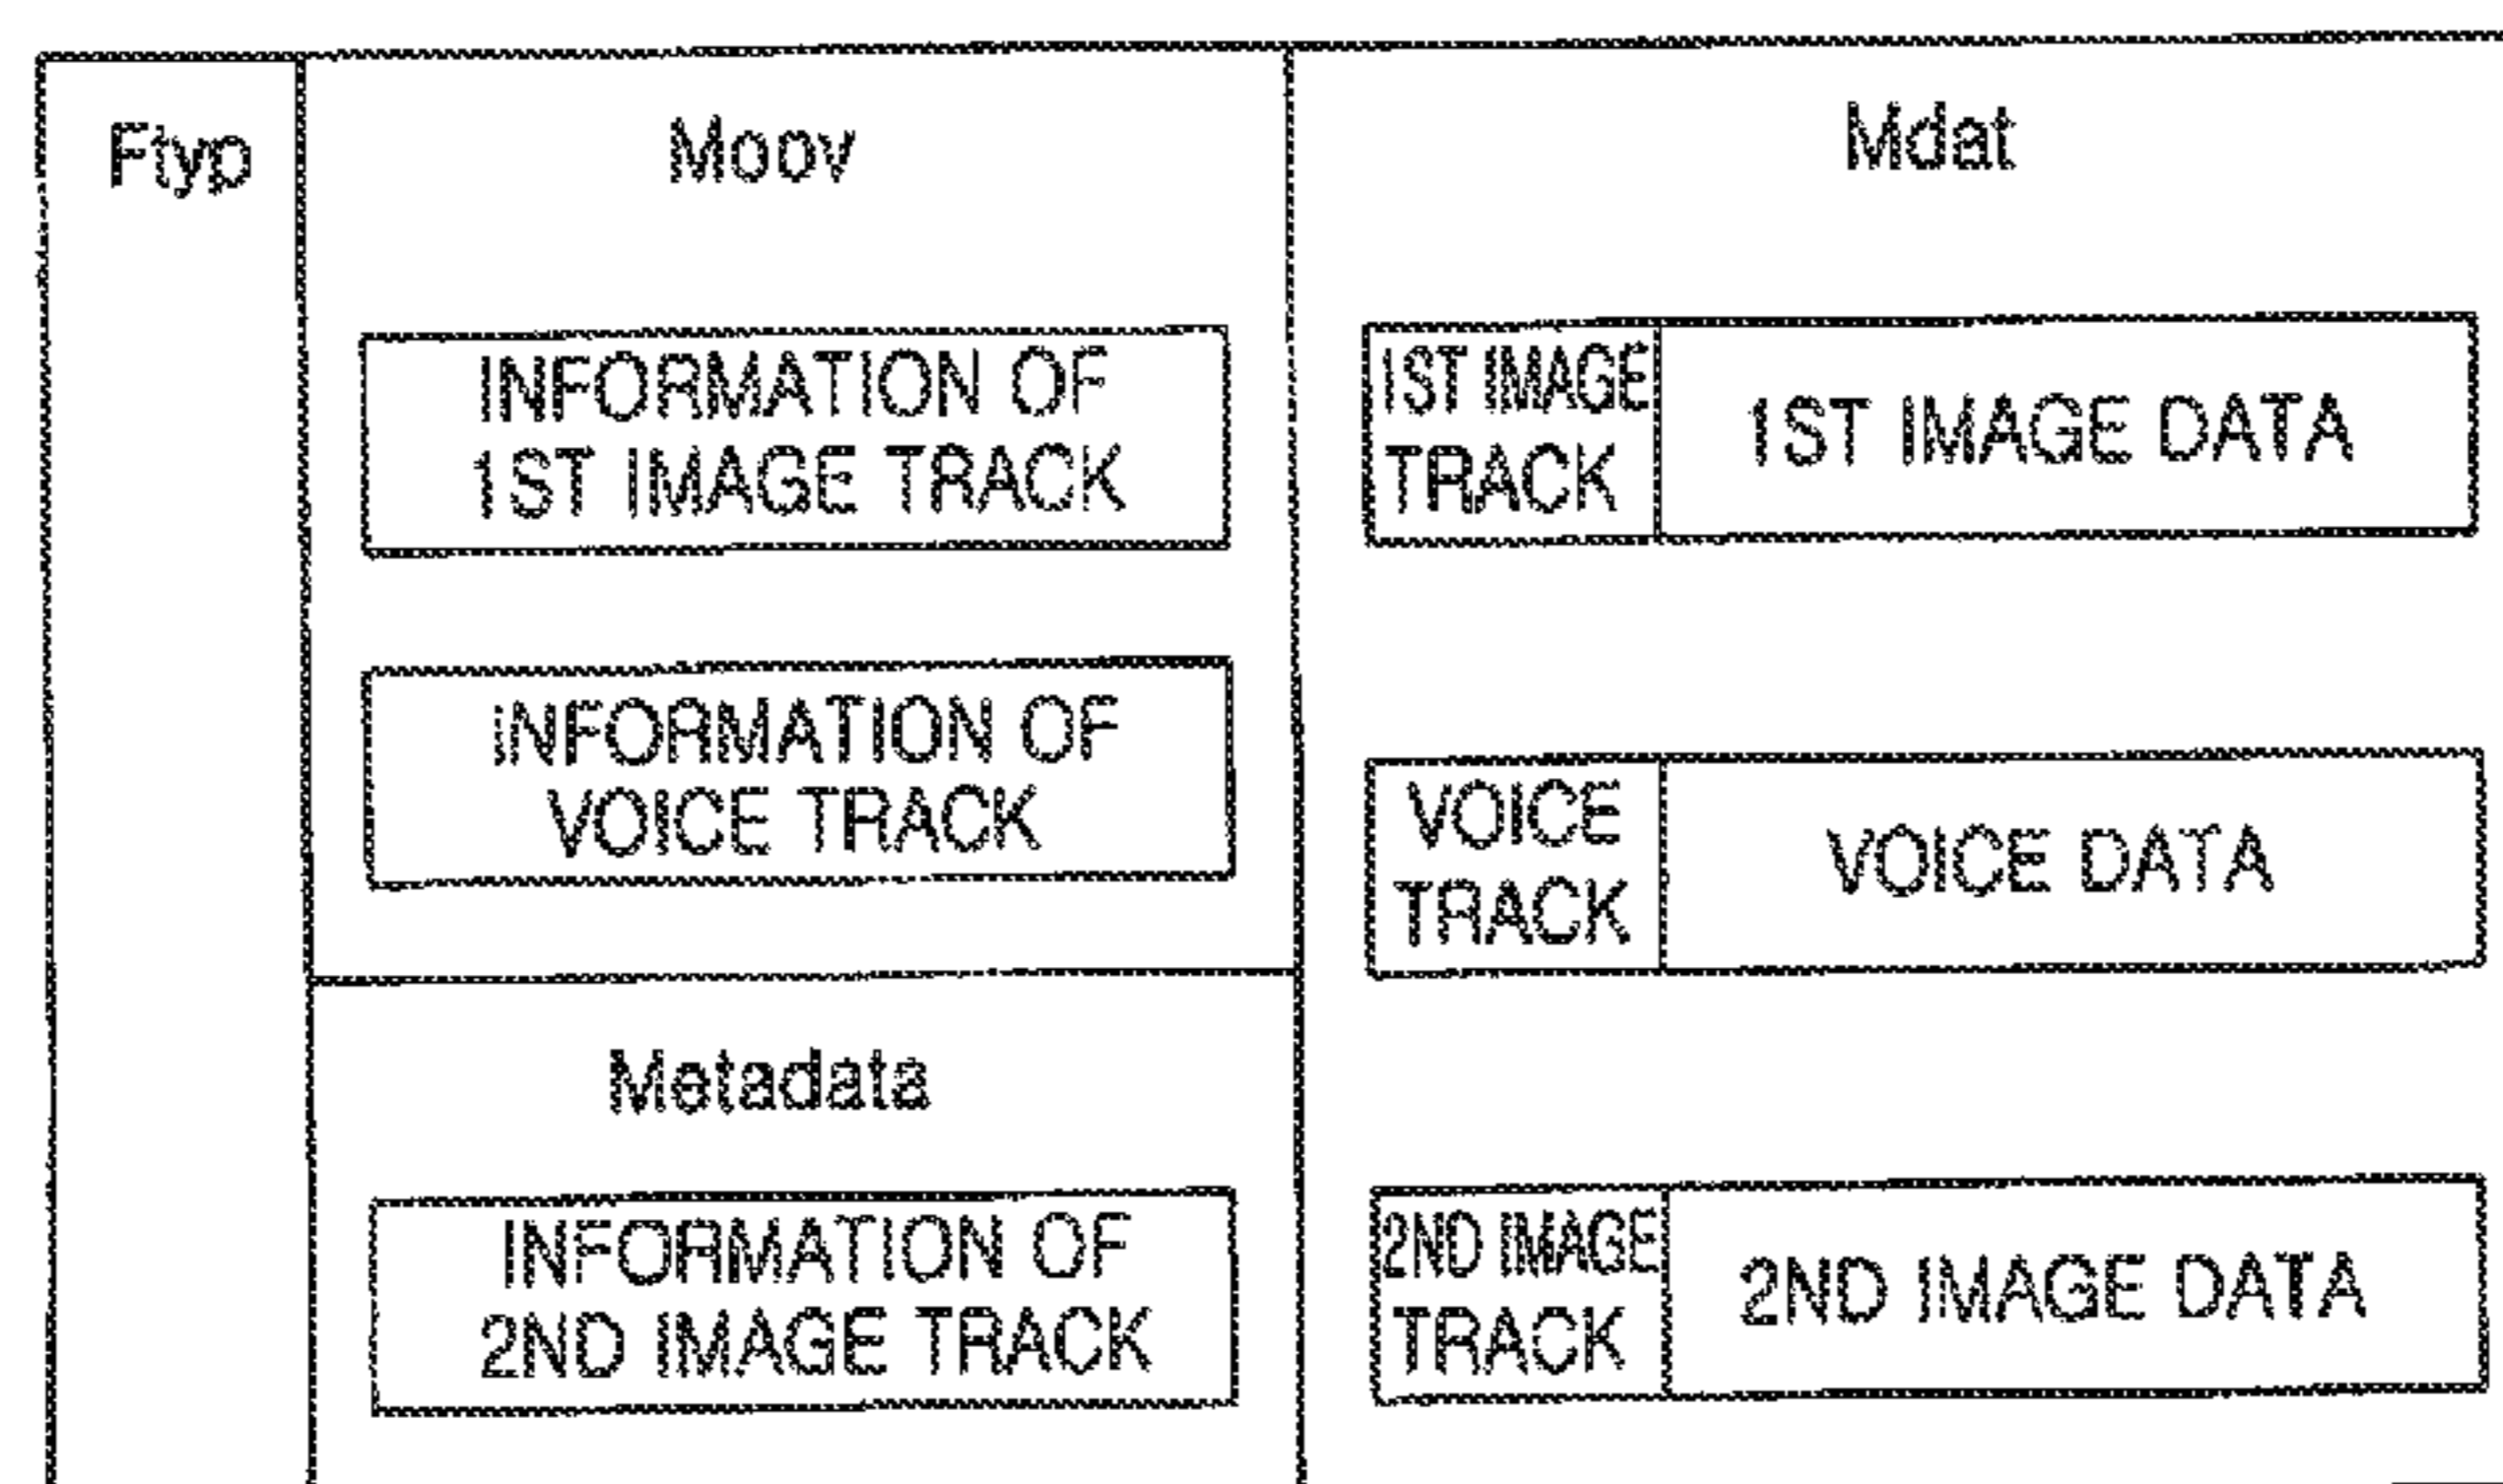 Ftyp
Moov
INFORMATION OF
1ST IMAGE TRACK
INFORMATION OF
VOICE TRACK
Metadata
INFORMATION OF
2ND IMAGE TRACK
Mdat
1ST IMAGE
TRACK
1ST IMAGE DATA
VOICE
TRACK
VOICE DATA
2ND IMAGE
TRACK
2ND IMAGE DATA